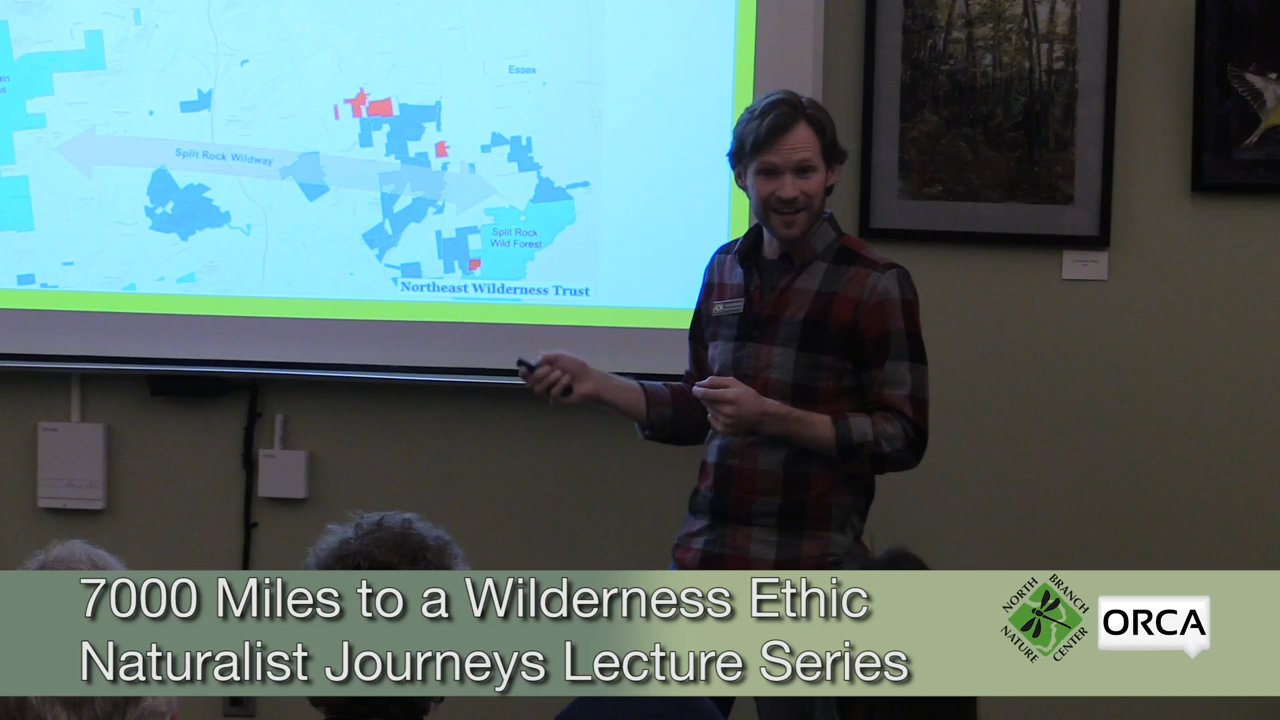 Essex
Split Rock Wildway
Split Rock
Wild Forest
Northeast Wilderness Trust
7000 Miles to a Wilderness Ethic
Naturalist Journeys Lecture Series
NORTH BRANCH
NATURE CENTER
ORCA